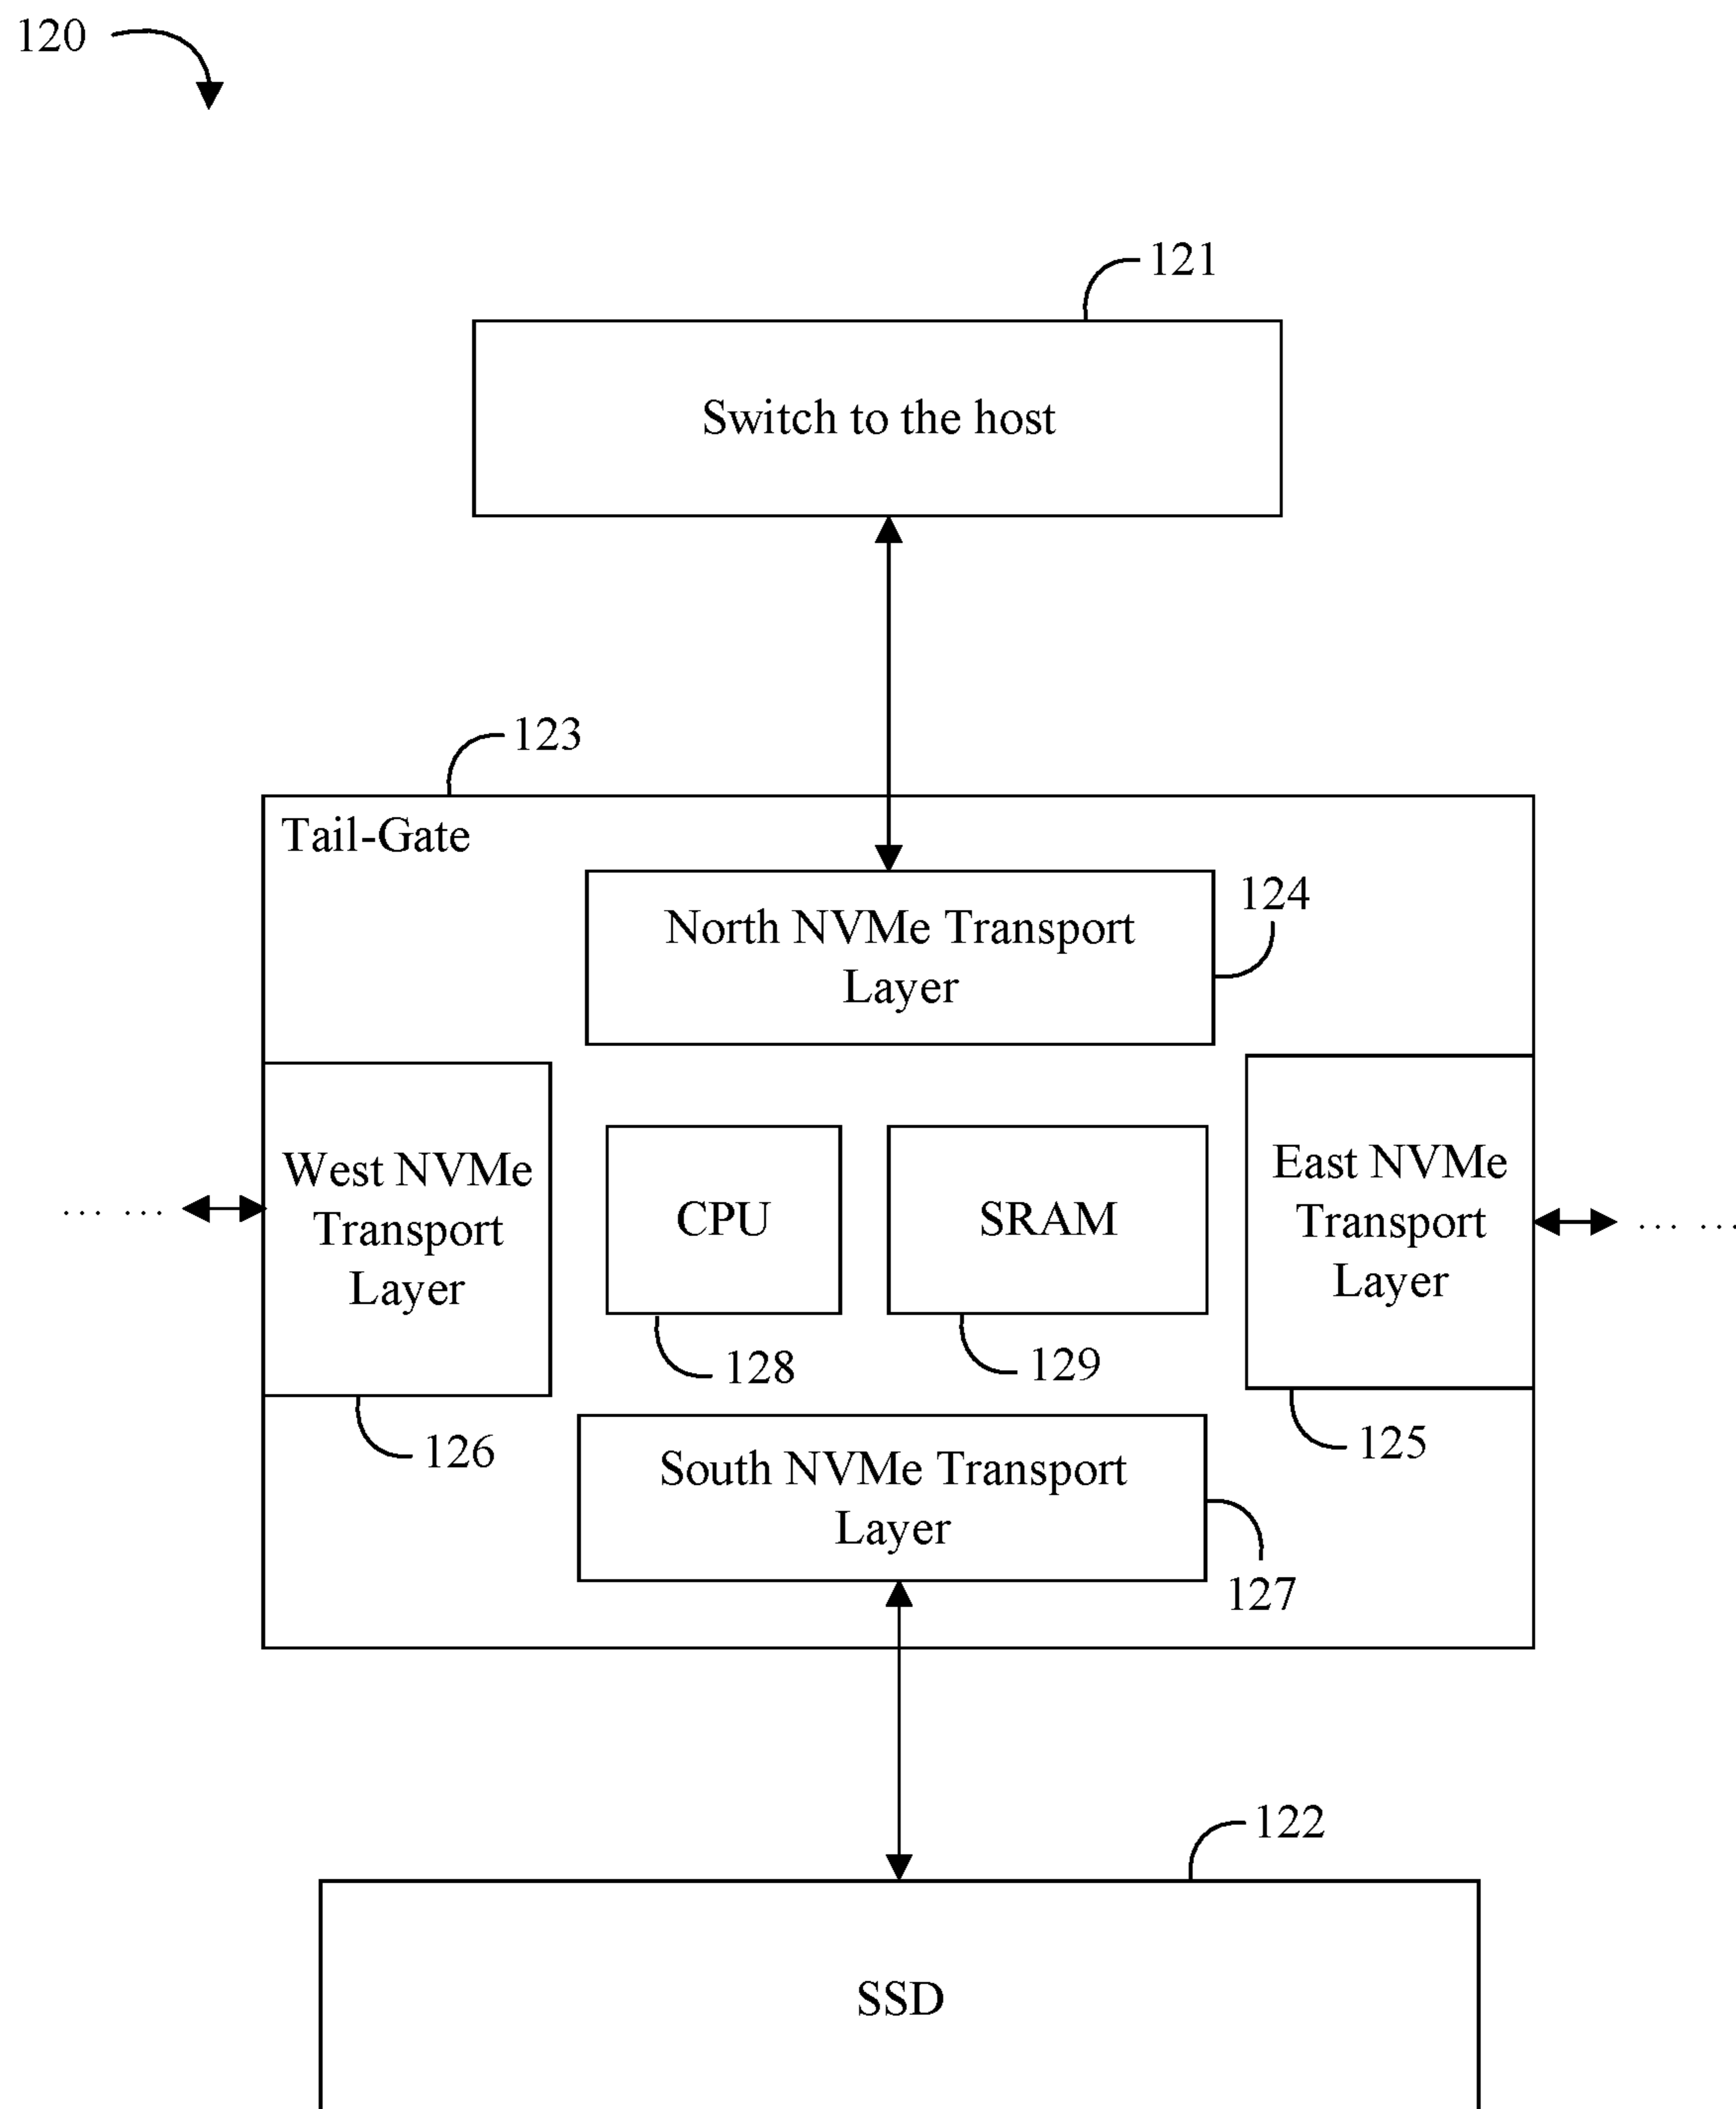 120
121
Switch to the host
123
Tail-Gate
124
North NVMe Transport
Layer
West NVMe
Transport
Layer
CPU
SRAM
East NVMe
Transport
Layer
... ...
... ...
128
129
126
125
South NVMe Transport
Layer
127
122
SSD